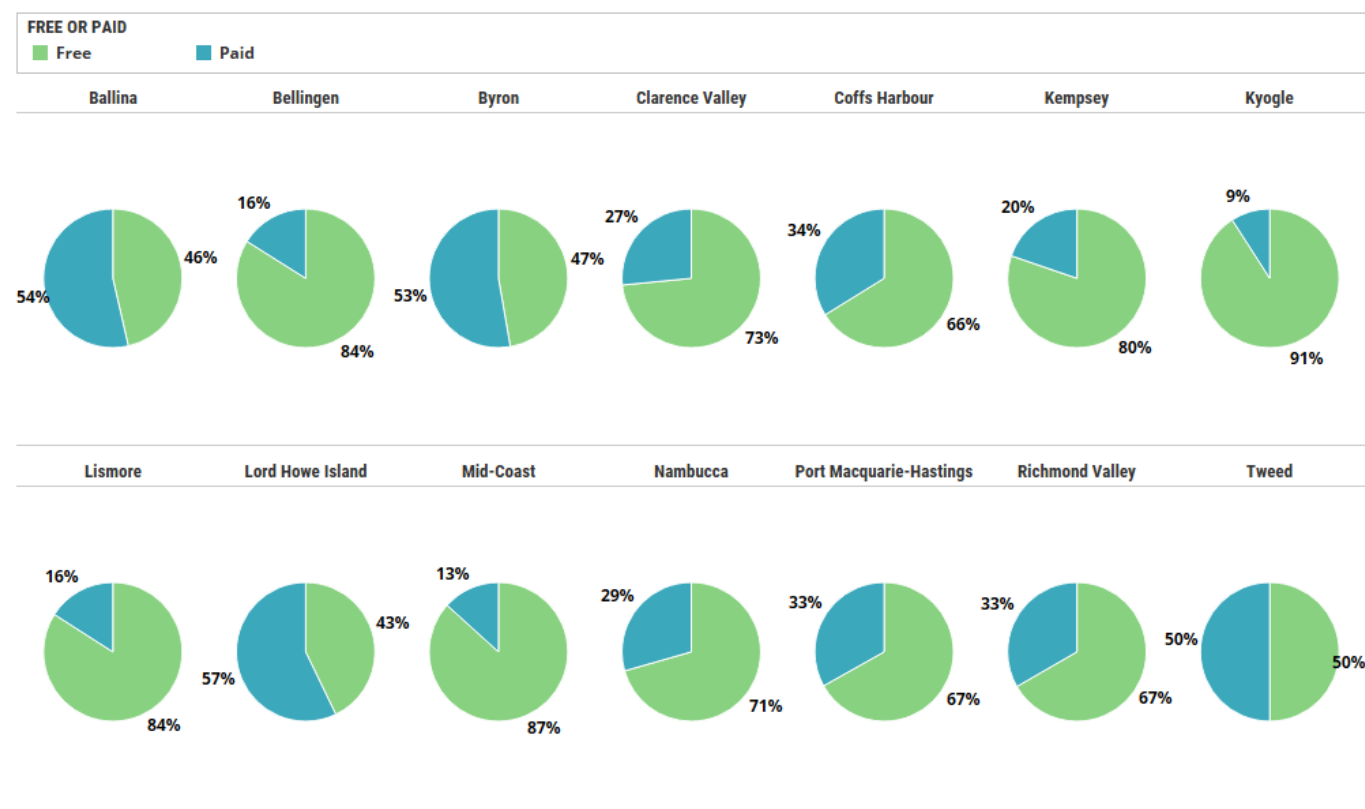 FREE OR PAID
Free Paid
Ballina Bellingen Byron Clarence Valley Coffs Harbour Kempsey Kyogle
54% 46% 16% 84% 53% 47% 27% 73% 34% 66% 20% 80% 9% 91%
Lismore Lord Howe Island Mid-Coast Nambucca Port Macquarie-Hastings Richmond Valley Tweed
16% 84% 57% 43% 13% 87% 29% 71% 33% 67% 33% 67% 50% 50%